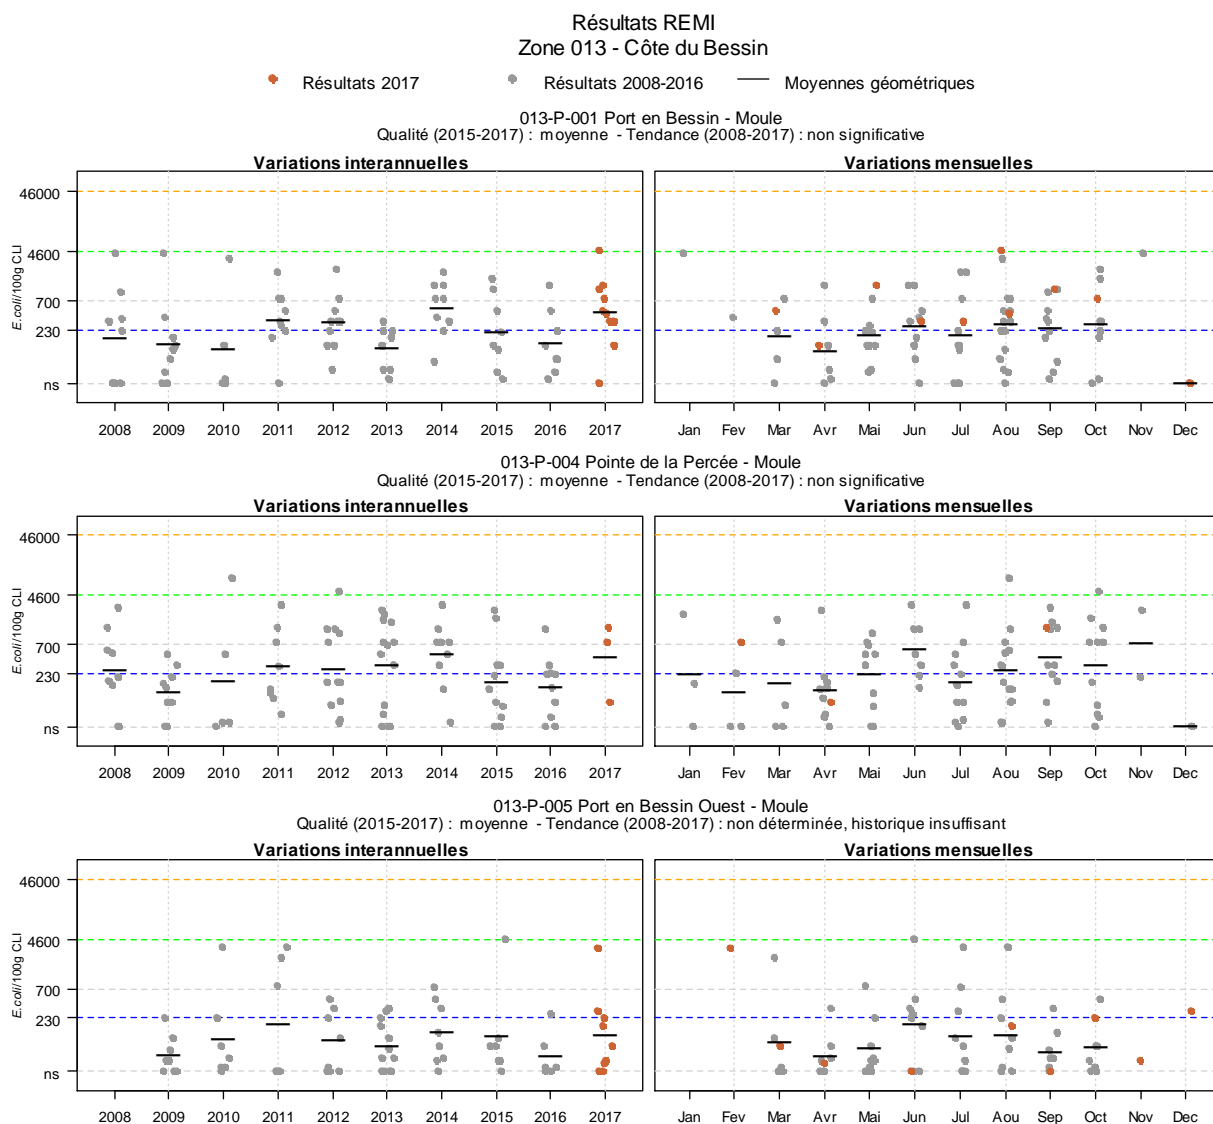 Résultats REMI
Zone 013 - Côte du Bessin
Résultats 2017 Résultats 2008-2016 Moyennes géométriques
013-P-001 Port en Bessin - Moule
Qualité (2015-2017) : moyenne - Tendance (2008-2017) : non significative
Variations interannuelles Variations mensuelles
E.coli/100g CLI
46000
4600
700
230
ns
2008 2009 2010 2011 2012 2013 2014 2015 2016 2017 Jan Fev Mar Avr Mai Jun Jul Aou Sep Oct Nov Dec
013-P-004 Pointe de la Percée - Moule
Qualité (2015-2017) : moyenne - Tendance (2008-2017) : non significative
Variations interannuelles Variations mensuelles
E.coli/100g CLI
46000
4600
700
230
ns
2008 2009 2010 2011 2012 2013 2014 2015 2016 2017 Jan Fev Mar Avr Mai Jun Jul Aou Sep Oct Nov Dec
013-P-005 Port en Bessin Ouest - Moule
Qualité (2015-2017) : moyenne - Tendance (2008-2017) : non déterminée, historique insuffisant
Variations interannuelles Variations mensuelles
E.coli/100g CLI
46000
4600
700
230
ns
2008 2009 2010 2011 2012 2013 2014 2015 2016 2017 Jan Fev Mar Avr Mai Jun Jul Aou Sep Oct Nov Dec